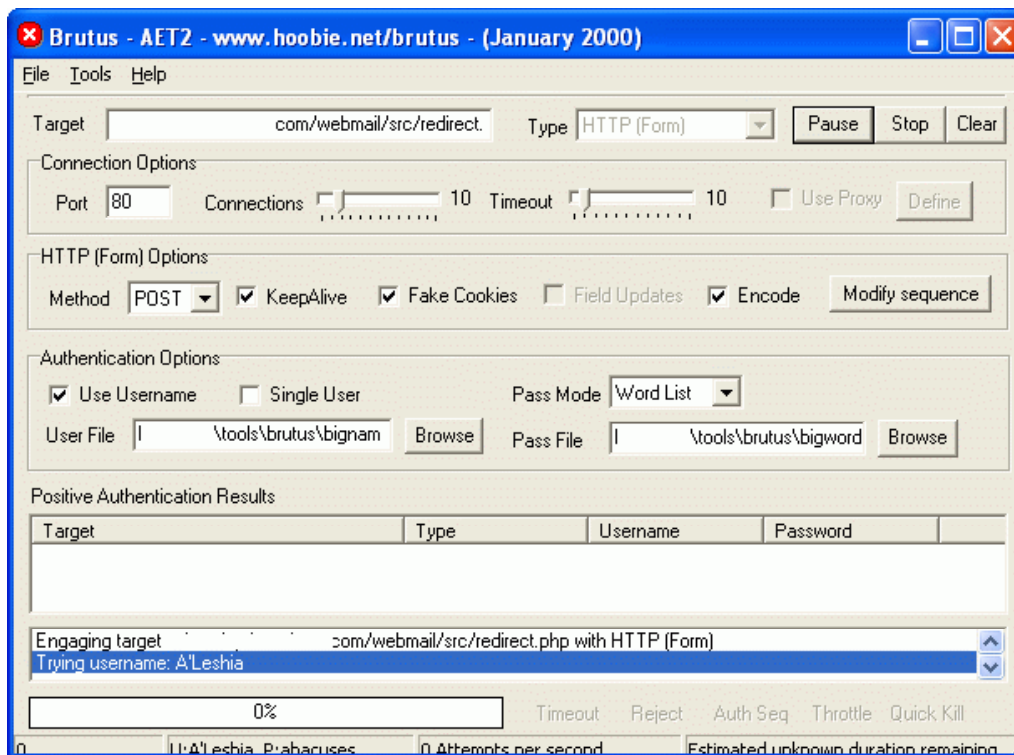 Brutus - AET2 - www.hoobie.net/brutus - (January 2000)
File Tools Help
Target com/webmail/src/redirect. Type HTTP (Form) Pause Stop Clear
Connection Options
Port 80 Connections 10 Timeout 10 Use Proxy Define
HTTP (Form) Options
Method POST KeepAlive Fake Cookies Field Updates Encode Modify sequence
Authentication Options
Use Username Single User Pass Mode Word List
User File \tools\brutus\bignam Browse Pass File \tools\brutus\bigword Browse
Positive Authentication Results
Target Type Username Password
Engaging target com/webmail/src/redirect.php with HTTP (Form)
Trying username: A'Leshia
0% Timeout Reject Auth Seq Throttle Quick Kill
0 U:A'Leshia P:abacuses 0 Attempts per second Estimated unknown duration remaining